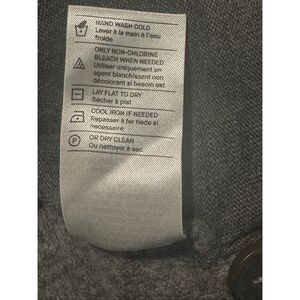 HAND WASH COLD
Laver à la main à l'eau
froide
ONLY NON-CHLORINE
BLEACH WHEN NEEDED
Utiliser uniquement un
agent blanchissant non
décolorant si besoin est
LAY FLAT TO DRY
Sécher à plat
COOL IRON IF NEEDED
Repasser à fer tiède si
necessaire
P
OR DRY CLEAN
Ou nettoyer à sec